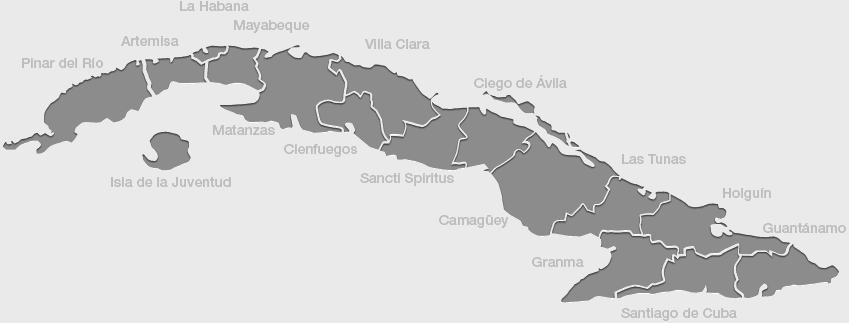 La Habana
Mayabeque
Artemisa
Villa Clara
Pinar del Río
Ciego de Ávila
Matanzas
Cienfuegos
Las Tunas
Isla de la Juventud
Sancti Spiritus
Holguín
Camagüey
Guantánamo
Granma
Santiago de Cuba